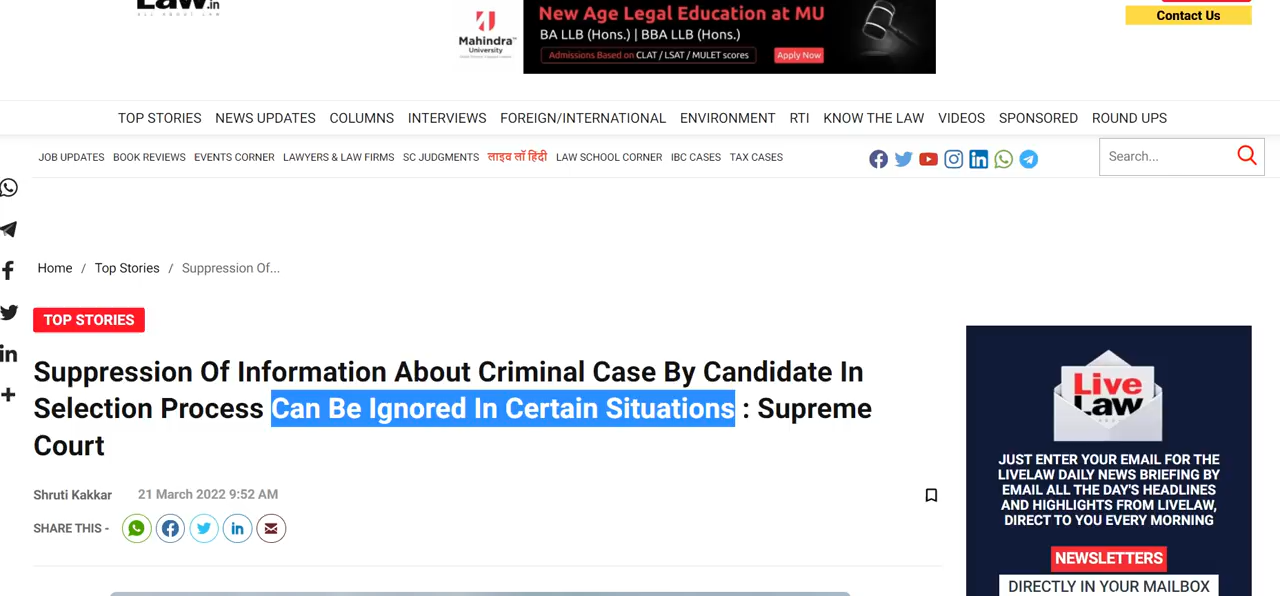 Law.in
all about law
Mahindra
University
New Age Legal Education at MU
BA LLB (Hons.) | BBA LLB (Hons.)
Admissions Based on CLAT / LSAT / MULET scores
Apply Now
Contact Us
TOP STORIES NEWS UPDATES COLUMNS INTERVIEWS FOREIGN/INTERNATIONAL ENVIRONMENT RTI KNOW THE LAW VIDEOS SPONSORED ROUND UPS
JOB UPDATES BOOK REVIEWS EVENTS CORNER LAWYERS & LAW FIRMS SC JUDGMENTS लाइव लॉ हिंदी LAW SCHOOL CORNER IBC CASES TAX CASES
Search...
Home / Top Stories / Suppression Of...
TOP STORIES
Suppression Of Information About Criminal Case By Candidate In
Selection Process Can Be Ignored In Certain Situations : Supreme
Court
Shruti Kakkar 21 March 2022 9:52 AM
SHARE THIS -
Live
Law
JUST ENTER YOUR EMAIL FOR THE
LIVELAW DAILY NEWS BRIEFING BY
EMAIL ALL THE DAY'S HEADLINES
AND HIGHLIGHTS FROM LIVELAW,
DIRECT TO YOU EVERY MORNING
NEWSLETTERS
DIRECTLY IN YOUR MAILBOX